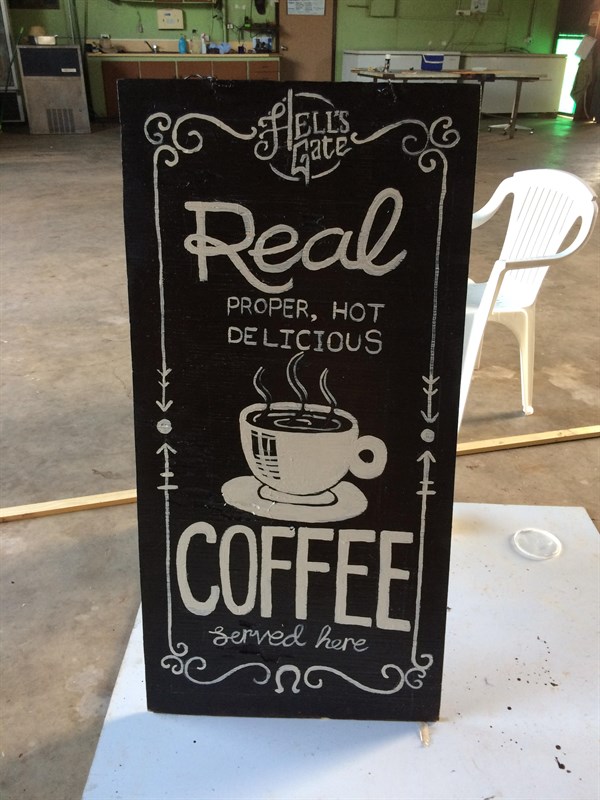 HELL'S
Gate
Real
PROPER, HOT
DELICIOUS
COFFEE
served here